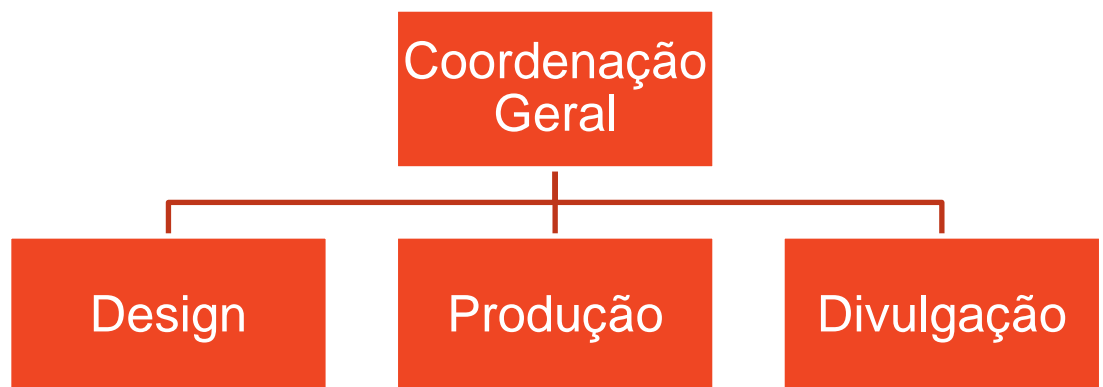 Coordenação
Geral
Design
Produção
Divulgação